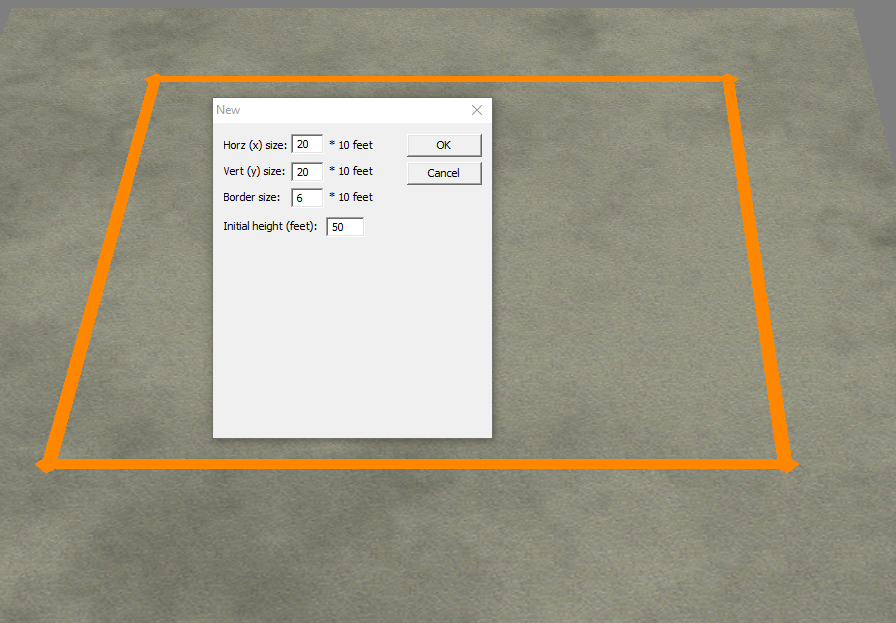 New
Horz (x) size: 20 * 10 feet OK
Vert (y) size: 20 * 10 feet Cancel
Border size: 6 * 10 feet
Initial height (feet): 50